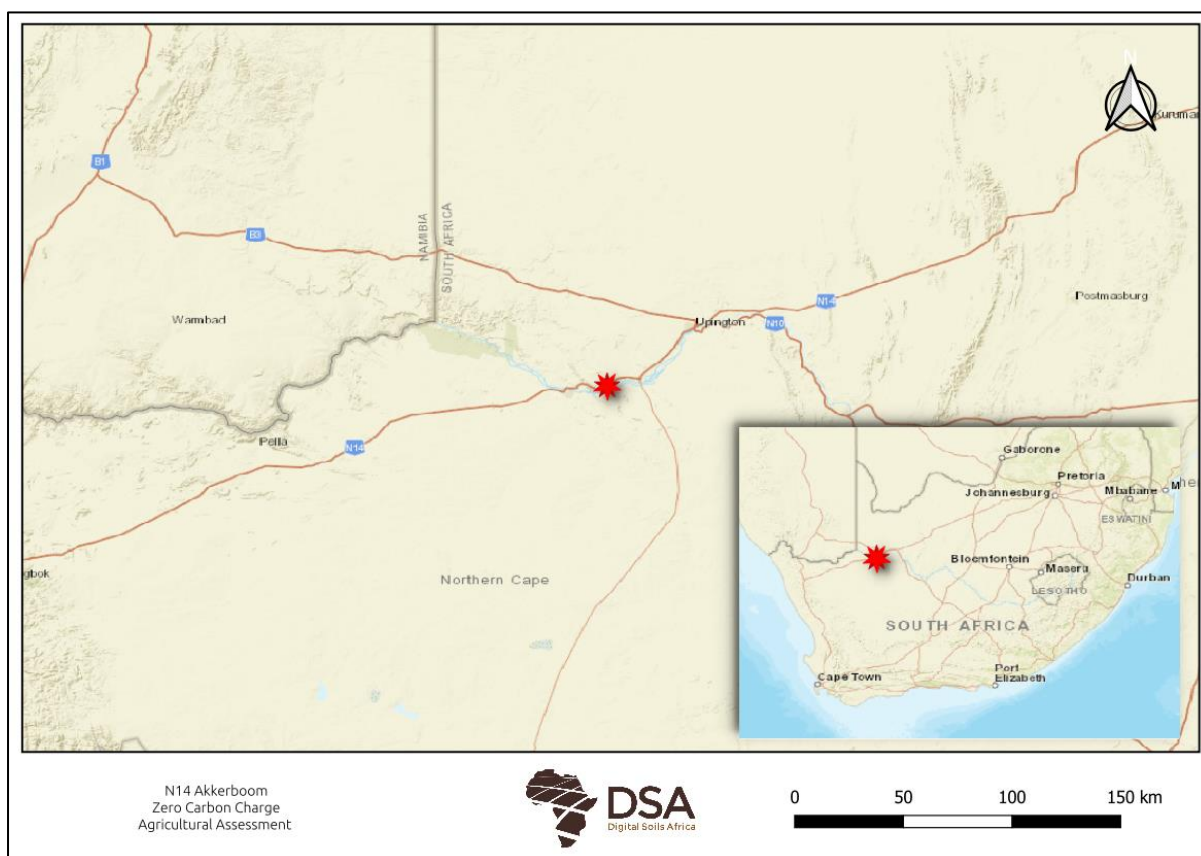 N
Kuruman
B1
NAMIBIA
SOUTH AFRICA
B3
Warmbad
Upington
N14
N10
Postmasburg
Pella
N14
gbok
Northern Cape
Gaborone
Pretoria
Johannesburg
Mbabane
M
ESWATINI
Bloemfontein
Maseru
LESOTHO
Durban
SOUTH AFRICA
Port
Elizabeth
Cape Town
N14 Akkerboom
Zero Carbon Charge
Agricultural Assessment
DSA
Digital Soils Africa
0 50 100 150 km